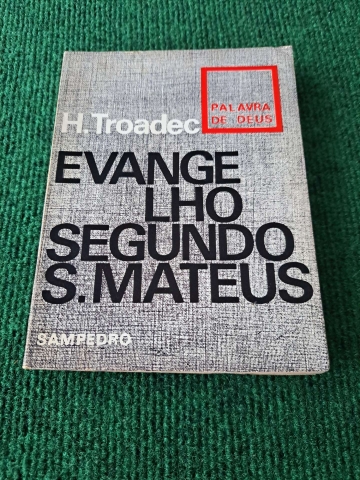 PALAVRA
DE DEUS
H. Troadec
EVANGE
LHO
SEGUNDO
S. MATEUS
SAMPEDRO